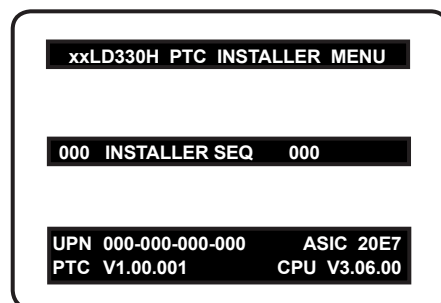 xxLD330H PTC INSTALLER MENU
000 INSTALLER SEQ 000
UPN 000-000-000-000 ASIC 20E7
PTC V1.00.001 CPU V3.06.00